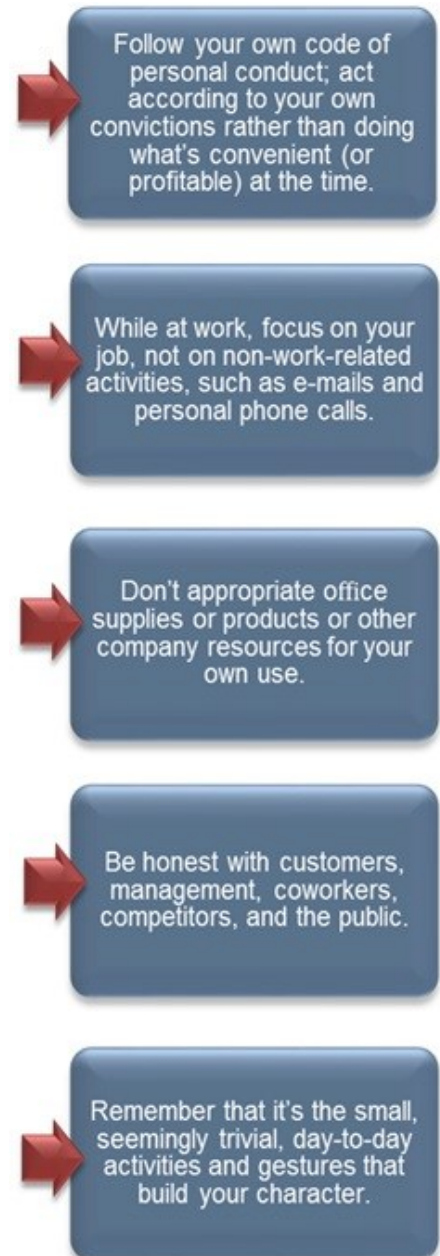 Follow your own code of
personal conduct; act
according to your own
convictions rather than doing
what's convenient (or
profitable) at the time.
While at work, focus on your
job, not on non-work-related
activities, such as e-mails and
personal phone calls.
Don't appropriate office
supplies or products or other
company resources for your
own use.
Be honest with customers,
management, coworkers,
competitors, and the public.
Remember that it's the small,
seemingly trivial, day-to-day
activities and gestures that
build your character.